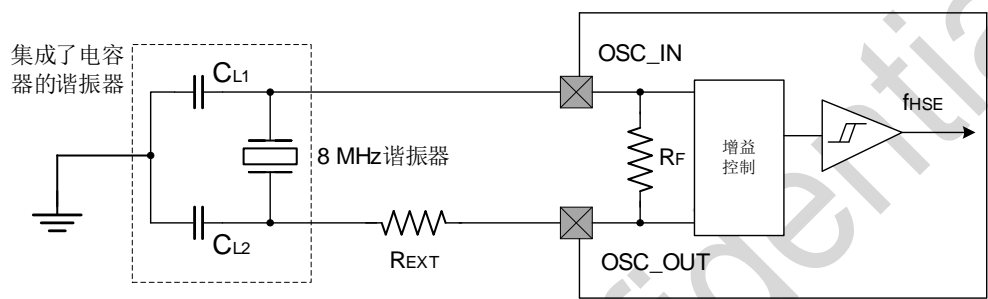 集成了电容
器的谐振器
CL1
8 MHz谐振器
CL2
REXT
OSC_IN
RF
OSC_OUT
增益
控制
fHSE
fidential